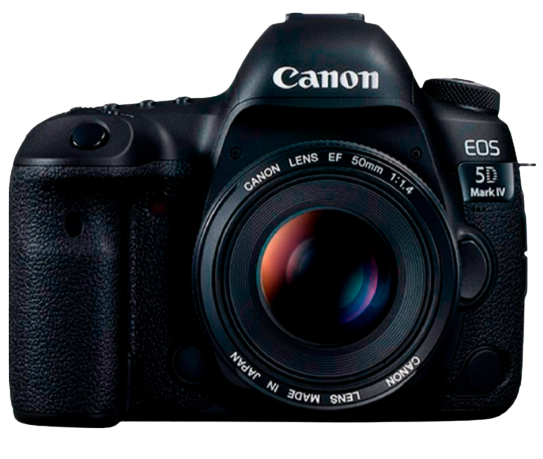 Canon
EOS
5D
Mark IV
CANON LENS EF 50mm 1:1.4
CANON LENS MADE IN JAPAN